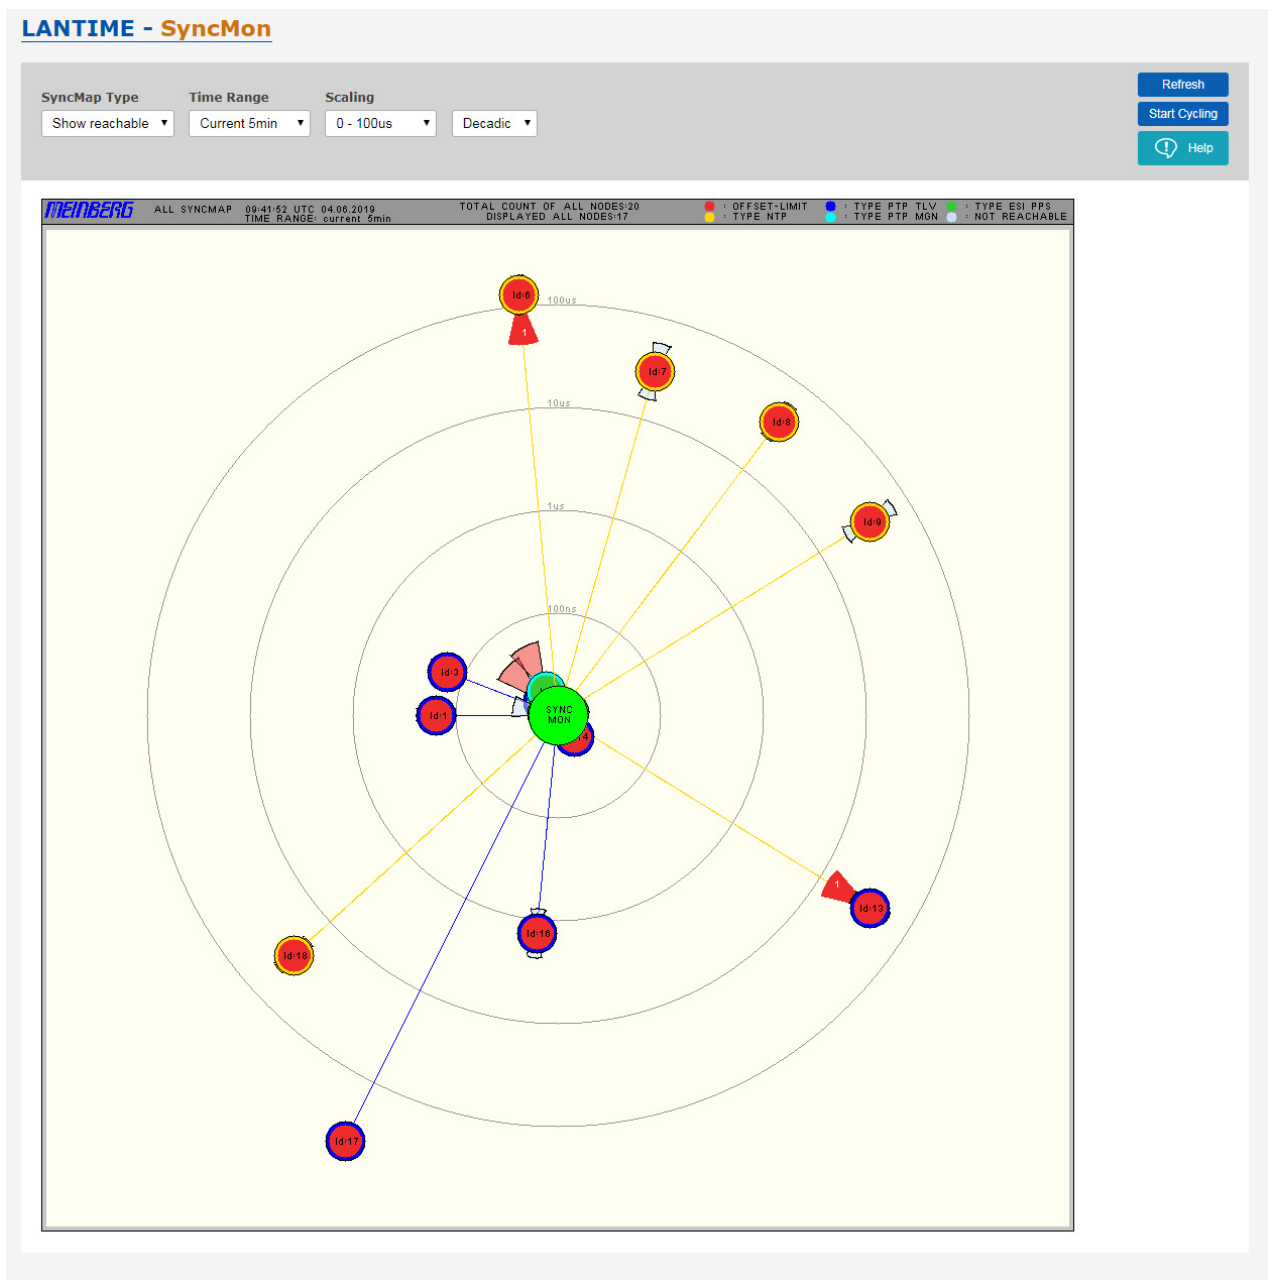 LANTIME - SyncMon
SyncMap Type
Time Range
Scaling
Show reachable
Current 5min
0 - 100us
Decadic
Refresh
Start Cycling
Help
MEINBERG
ALL SYNCMAP
09:41:52 UTC 04.06.2019
TIME RANGE: current 5min
TOTAL COUNT OF ALL NODES:20
DISPLAYED ALL NODES:17
: OFFSET-LIMIT
: TYPE NTP
: TYPE PTP TLV
: TYPE PTP MGN
: TYPE ESI PPS
: NOT REACHABLE
Id:6
100us
1
Id:7
10us
Id:8
1us
Id:9
100ns
Id:3
Id:1
SYNC
MON
4
1
Id:13
Id:16
Id:18
Id:17